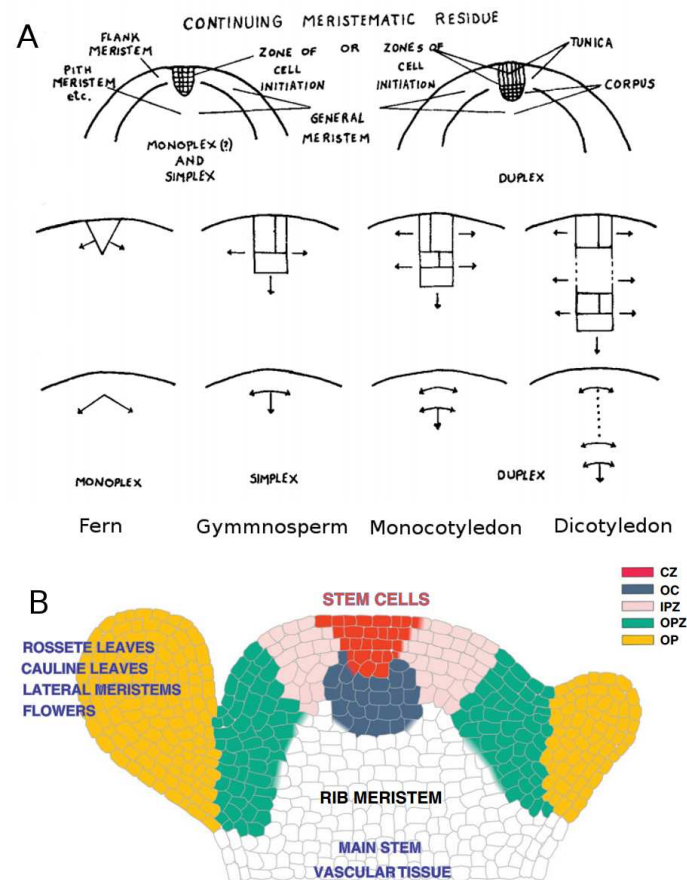 A
CONTINUING MERISTEMATIC RESIDUE
FLANK
MERISTEM
PITH
MERISTEM
etc.
ZONE OF
CELL
INITIATION
OR
ZONES OF
CELL
INITIATION
TUNICA
CORPUS
GENERAL
MERISTEM
MONOPLEX (?)
AND
SIMPLEX
DUPLEX
MONOPLEX
SIMPLEX
DUPLEX
Fern
Gymmnosperm
Monocotyledon
Dicotyledon
B
CZ
OC
IPZ
OPZ
OP
STEM CELLS
ROSSETE LEAVES
CAULINE LEAVES
LATERAL MERISTEMS
FLOWERS
RIB MERISTEM
MAIN STEM
VASCULAR TISSUE